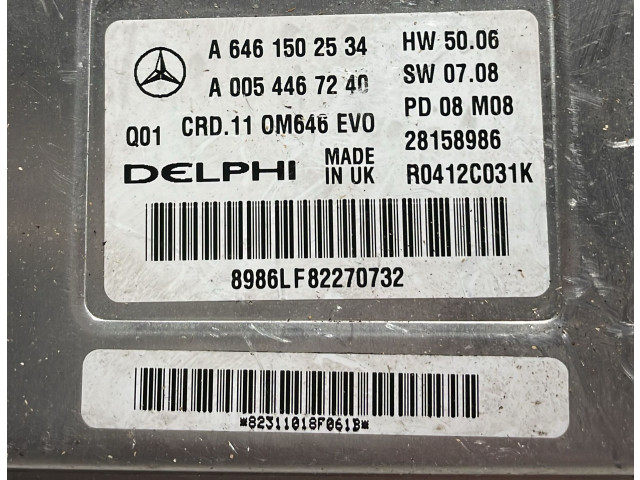 A 646 150 25 34 HW 50.06
A 005 446 72 40 SW 07.08
Q01 CRD.11 OM646 EVO PD 08 M08
28158986
DELPHI MADE IN UK R0412C031K
8986LF82270732
*82311018F061B*